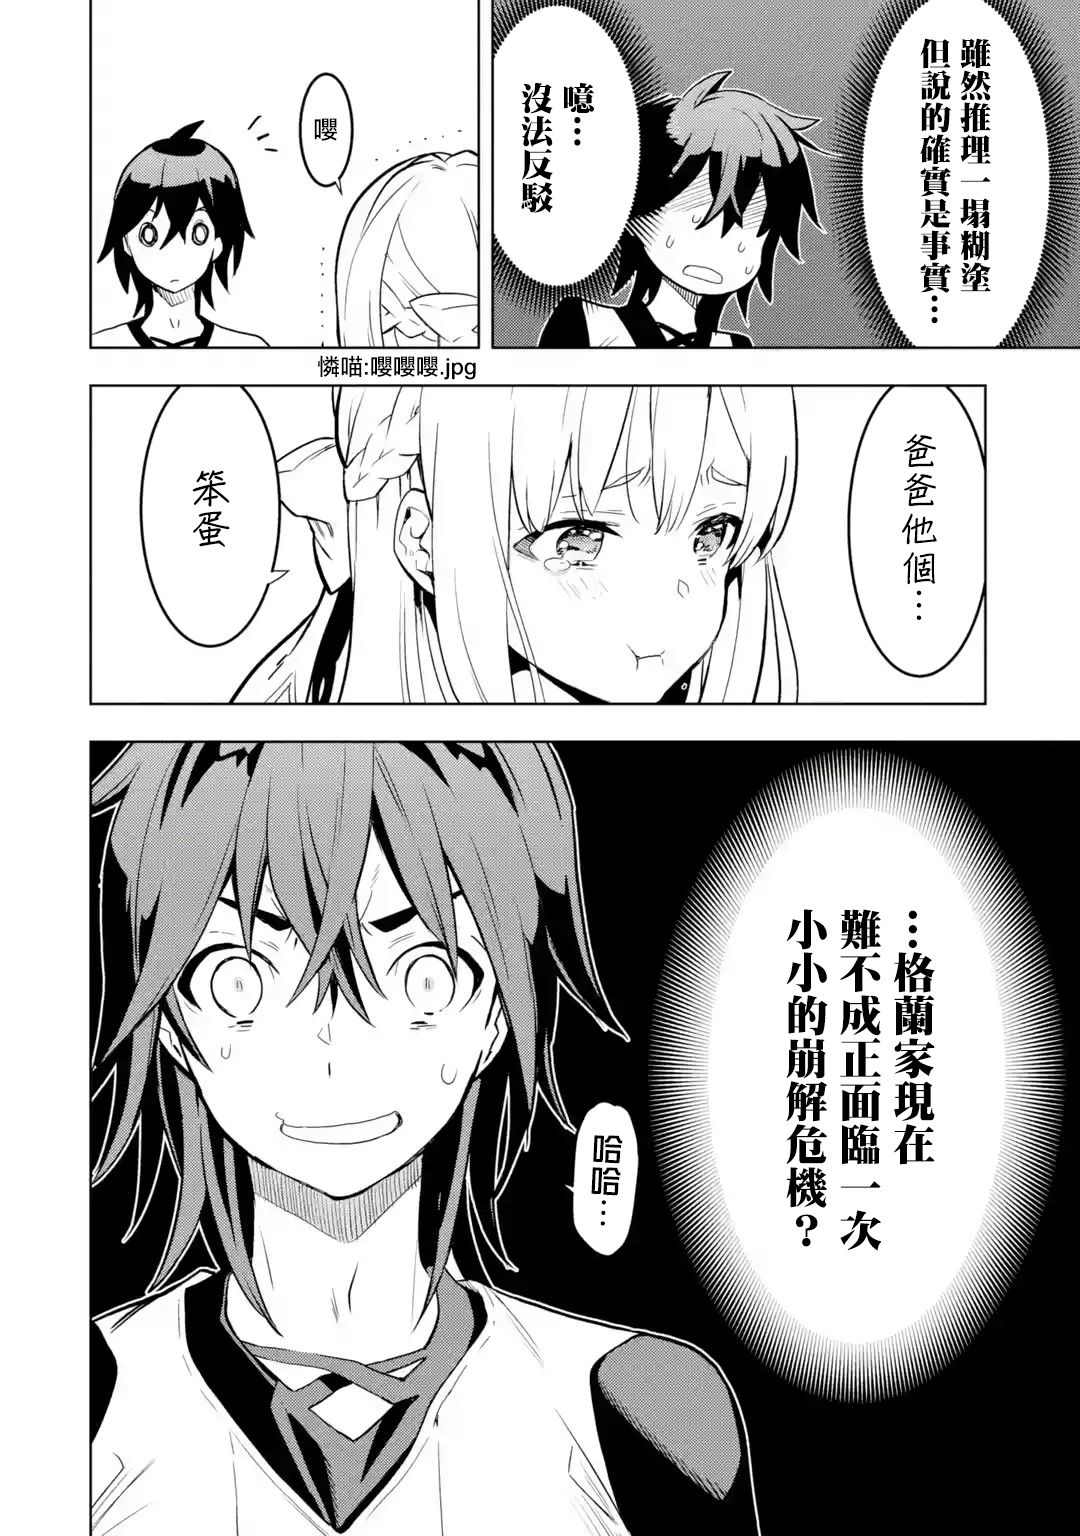 雖然推理一塌糊塗
但說的確實是事實…
噫…
沒法反駁
嚶
憐喵:嚶嚶嚶.jpg
爸爸他個…
笨蛋
…格蘭家現在
難不成正面臨一次
小小的崩解危機？
哈哈…